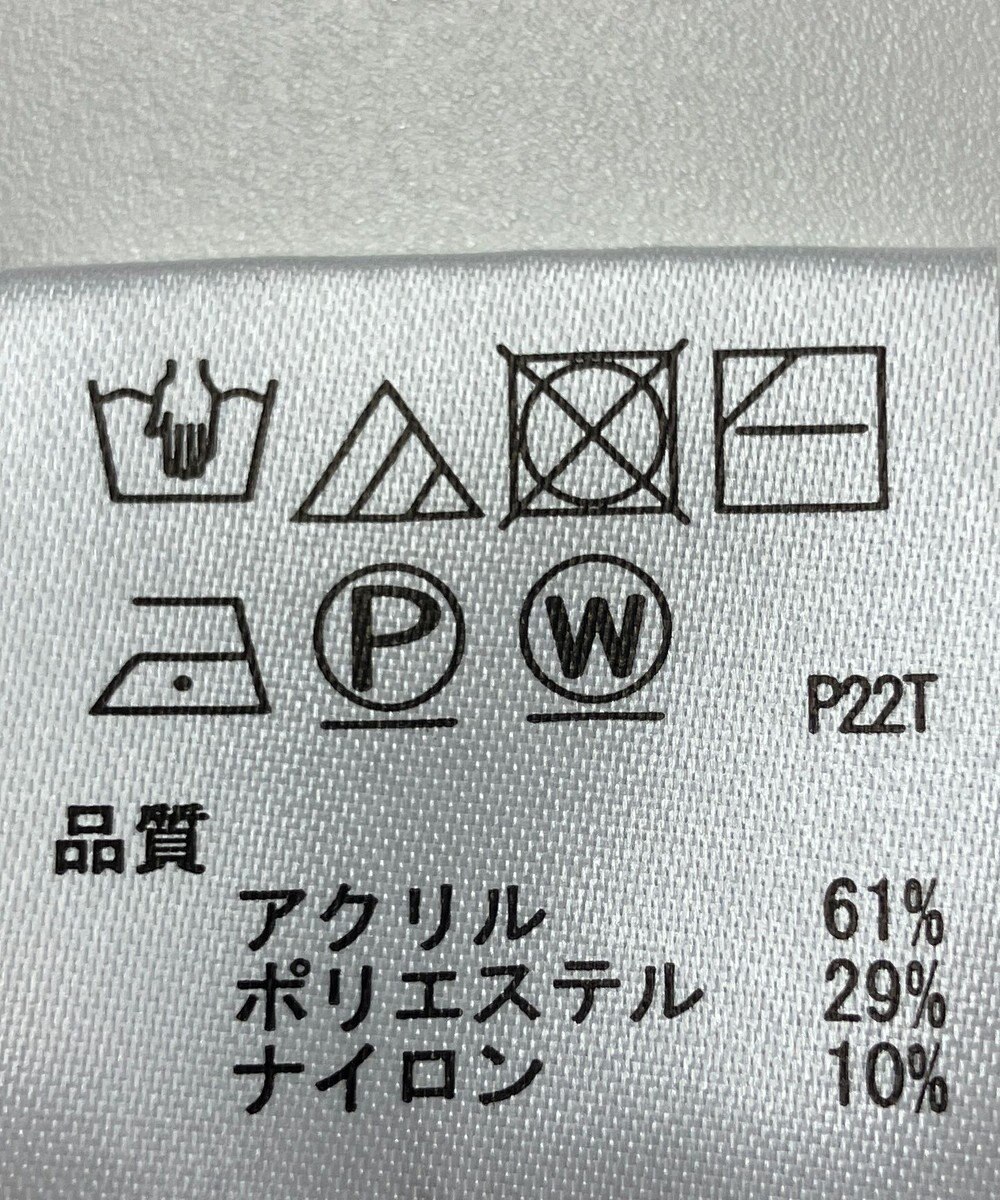 P W
P22T
品質
アクリル 61%
ポリエステル 29%
ナイロン 10%